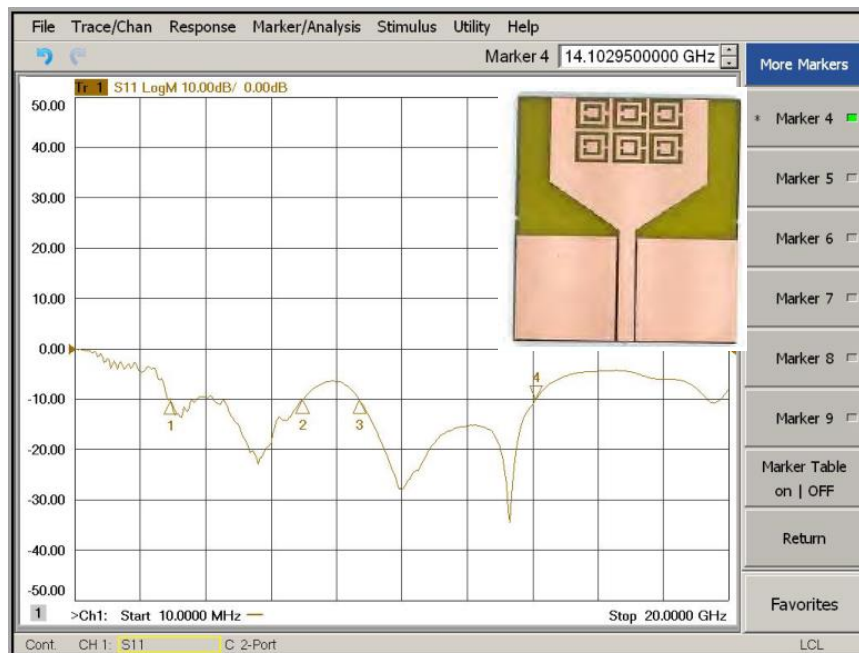 File Trace/Chan Response Marker/Analysis Stimulus Utility Help
Marker 4 14.1029500000 GHz
Tr 1 S11 LogM 10.00dB/ 0.00dB
50.00
40.00
30.00
20.00
10.00
0.00
-10.00
-20.00
-30.00
-40.00
-50.00
1
2
3
4
1 >Ch1: Start 10.0000 MHz Stop 20.0000 GHz
Cont. CH 1: S11 C 2-Port LCL
More Markers
* Marker 4
Marker 5
Marker 6
Marker 7
Marker 8
Marker 9
Marker Table
on | OFF
Return
Favorites